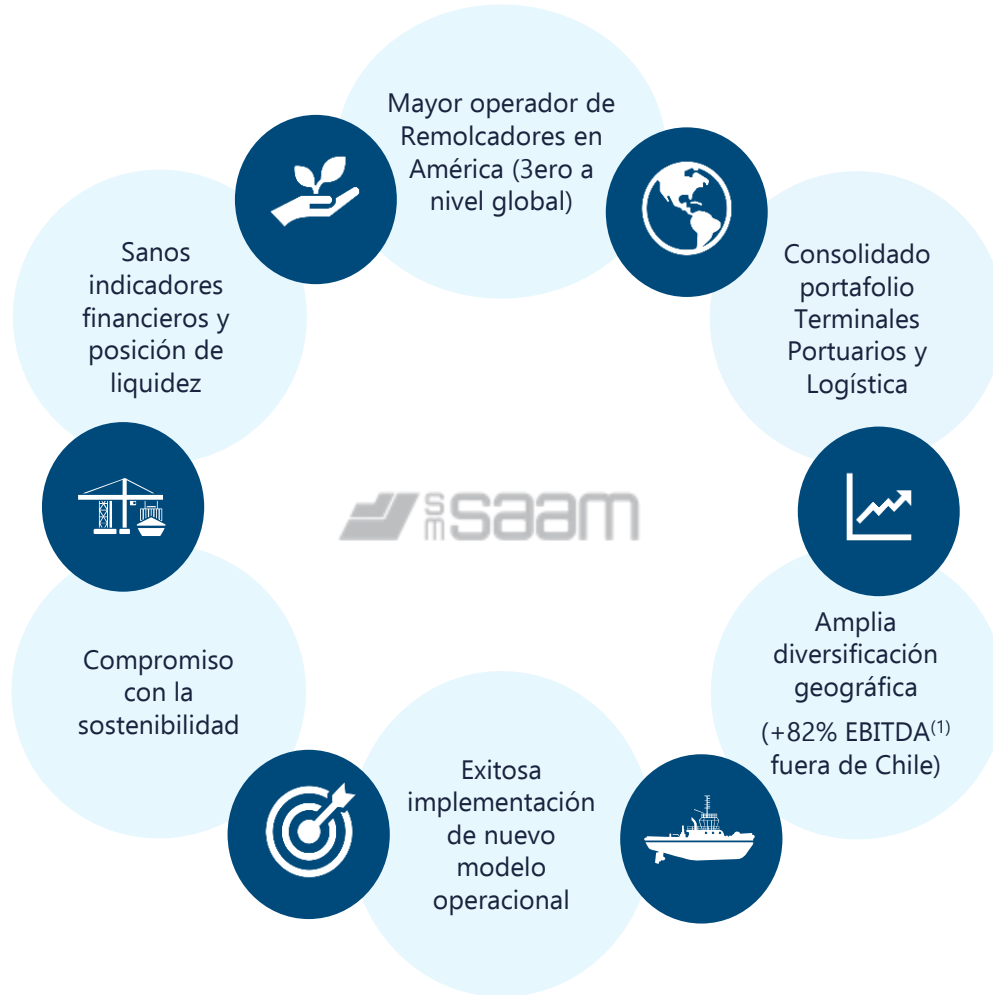 Mayor operador de
Remolcadores en
América (3ero a
nivel global)
Sanos
indicadores
financieros y
posición de
liquidez
Consolidado
portafolio
Terminales
Portuarios y
Logística
SM saam
Compromiso
con la
sostenibilidad
Amplia
diversificación
geográfica
(+82% EBITDA(1)
fuera de Chile)
Exitosa
implementación
de nuevo
modelo
operacional